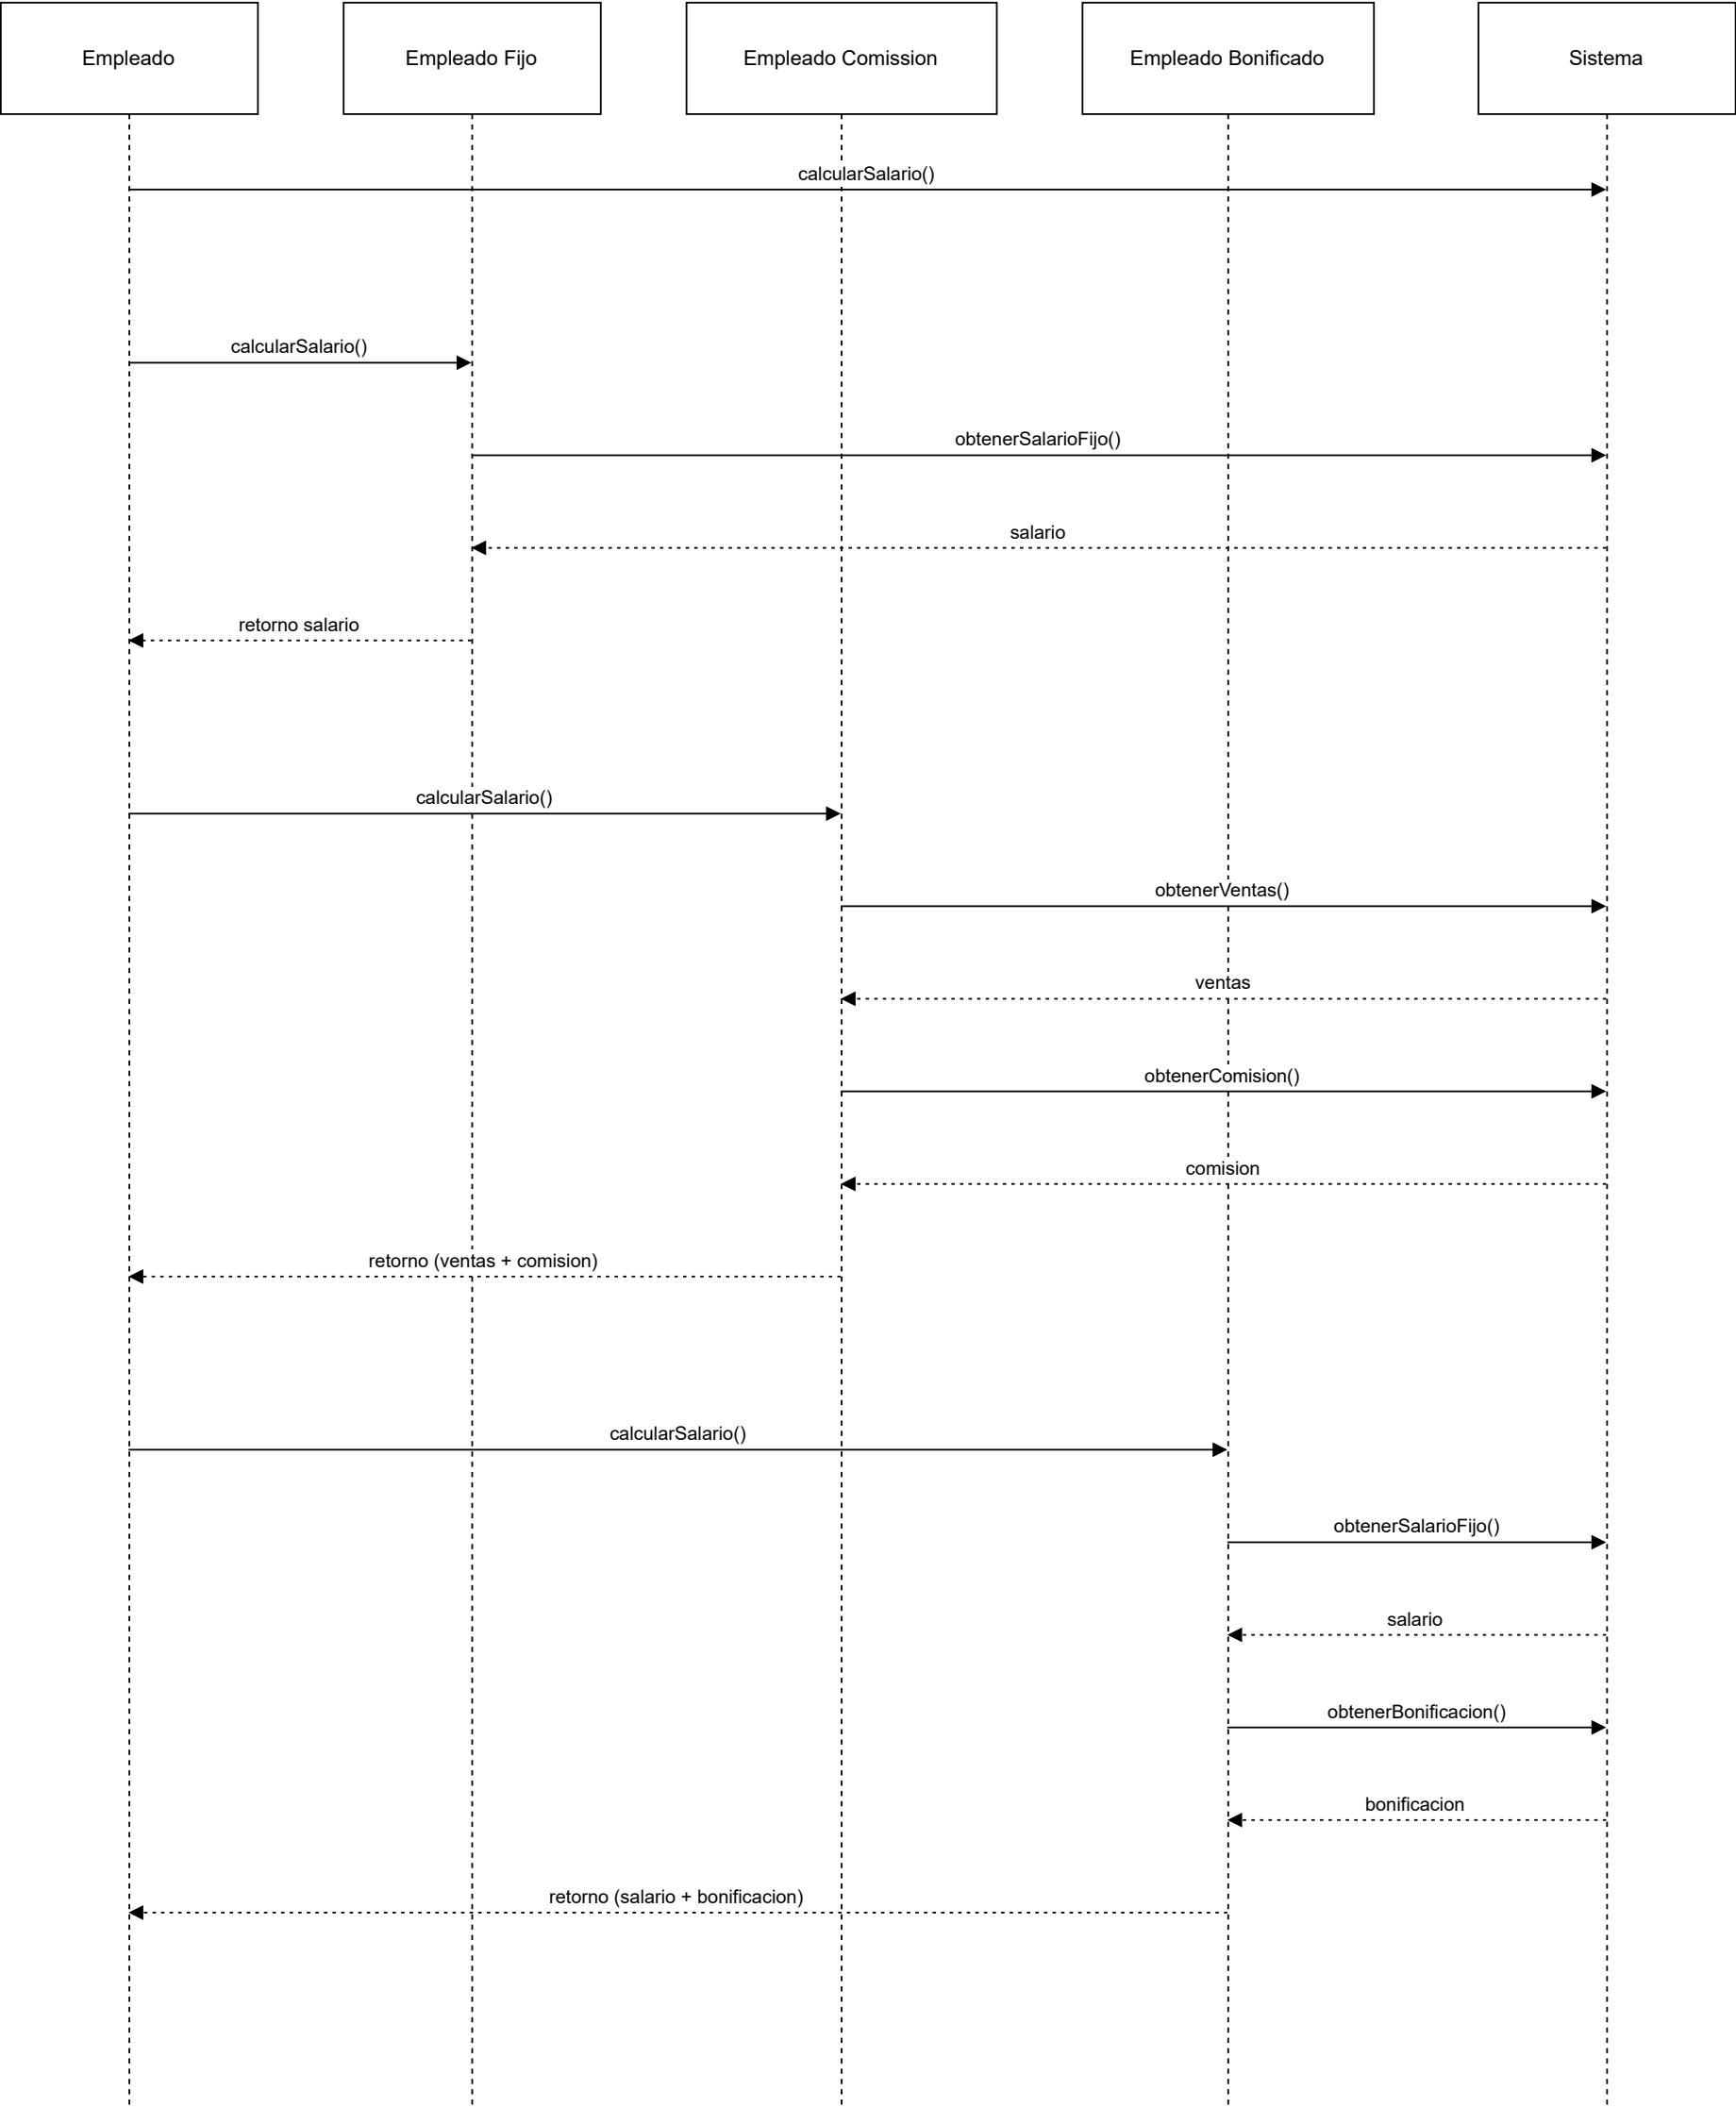 Empleado
Empleado Fijo
Empleado Comission
Empleado Bonificado
Sistema
calcularSalario()
calcularSalario()
obtenerSalarioFijo()
salario
retorno salario
calcularSalario()
obtenerVentas()
ventas
obtenerComision()
comision
retorno (ventas + comision)
calcularSalario()
obtenerSalarioFijo()
salario
obtenerBonificacion()
bonificacion
retorno (salario + bonificacion)